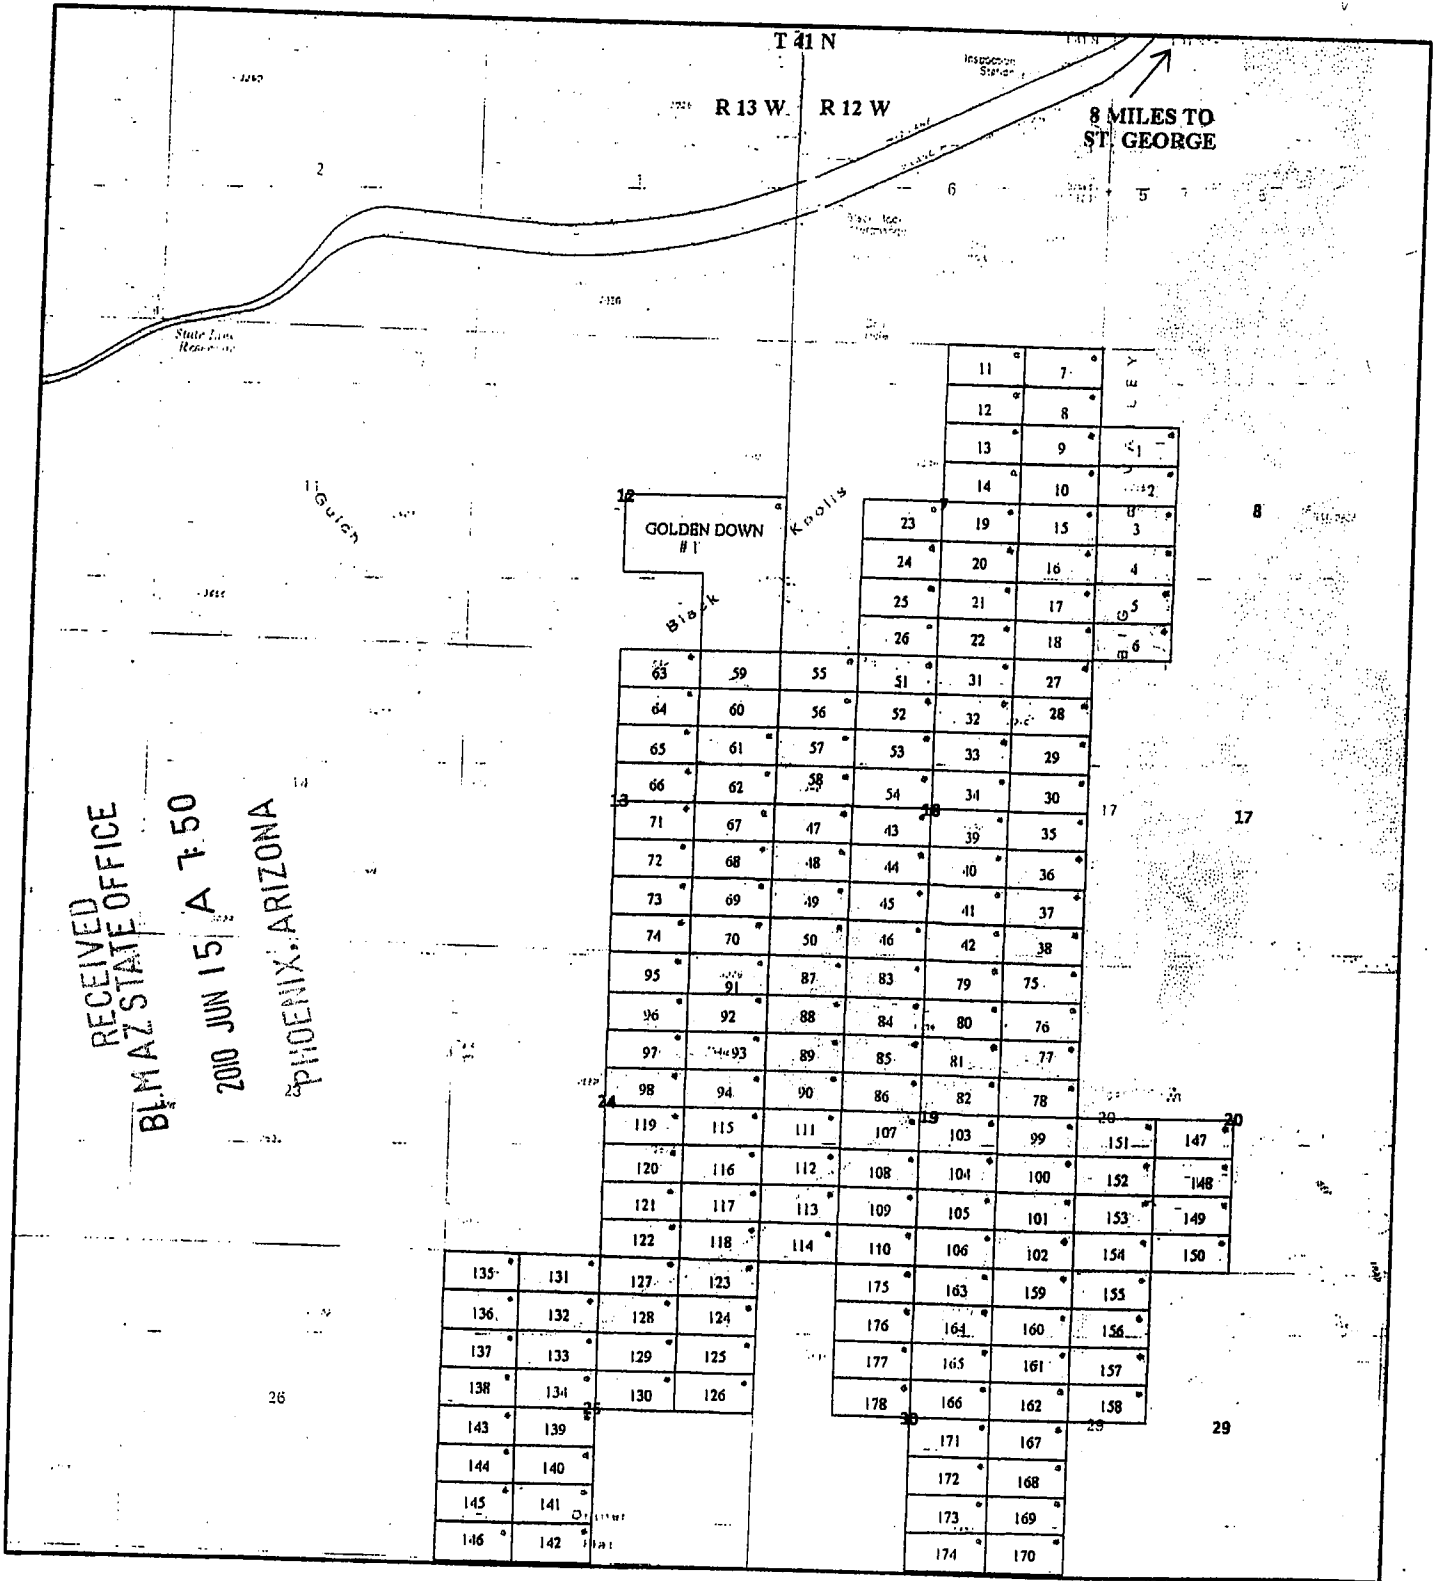 T 41 N
Inspection
Station
R 13 W R 12 W
8 MILES TO
ST. GEORGE
2 1 6 5
State Land
Reservoir
11 7
12 8
13 9 1
14 10 2
11 Gulch
12
GOLDEN DOWN
# 1
Knolls
Black
BIG VALLEY
7
8
23 19 15 3
24 20 16 4
25 21 17 5
26 22 18 6
63 59 55 51 31 27
64 60 56 52 32 28
65 61 57 53 33 29
66 62 58 54 34 30
14
13
18
17
17
71 67 47 43 39 35
72 68 48 44 40 36
73 69 49 45 41 37
74 70 50 46 42 38
RECEIVED
BLM AZ STATE OFFICE
2010 JUN 15 A 7:50
PHOENIX, ARIZONA
95 91 87 83 79 75
96 92 88 84 80 76
97 93 89 85 81 77
98 94 90 86 82 78
23
24
19
20
20
119 115 111 107 103 99 151 147
120 116 112 108 104 100 152 148
121 117 113 109 105 101 153 149
122 118 114 110 106 102 154 150
135 131 127 123 175 163 159 155
136 132 128 124 176 164 160 156
137 133 129 125 177 165 161 157
138 134 130 126 178 166 162 158
26
25
30
29
29
143 139 171 167
144 140 172 168
145 141 173 169
146 142 174 170
Flat